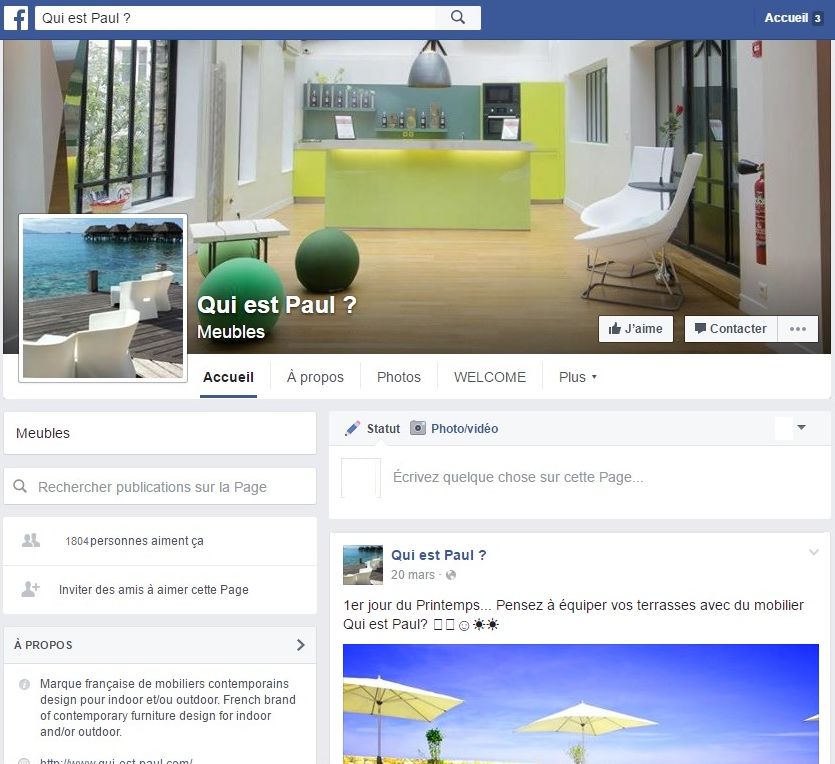 Qui est Paul ?
Accueil 3
Qui est Paul ?
Meubles
J'aime
Contacter
Accueil
À propos
Photos
WELCOME
Plus
Meubles
Rechercher publications sur la Page
1804 personnes aiment ça
Inviter des amis à aimer cette Page
À PROPOS
Marque française de mobiliers contemporains
design pour indoor et/ou outdoor. French brand
of contemporary furniture design for indoor
and/or outdoor.
http://www.qui-est-paul.com/
Statut
Photo/vidéo
Écrivez quelque chose sur cette Page...
Qui est Paul ?
20 mars ·
1er jour du Printemps... Pensez à équiper vos terrasses avec du mobilier
Qui est Paul? ☺☀☀